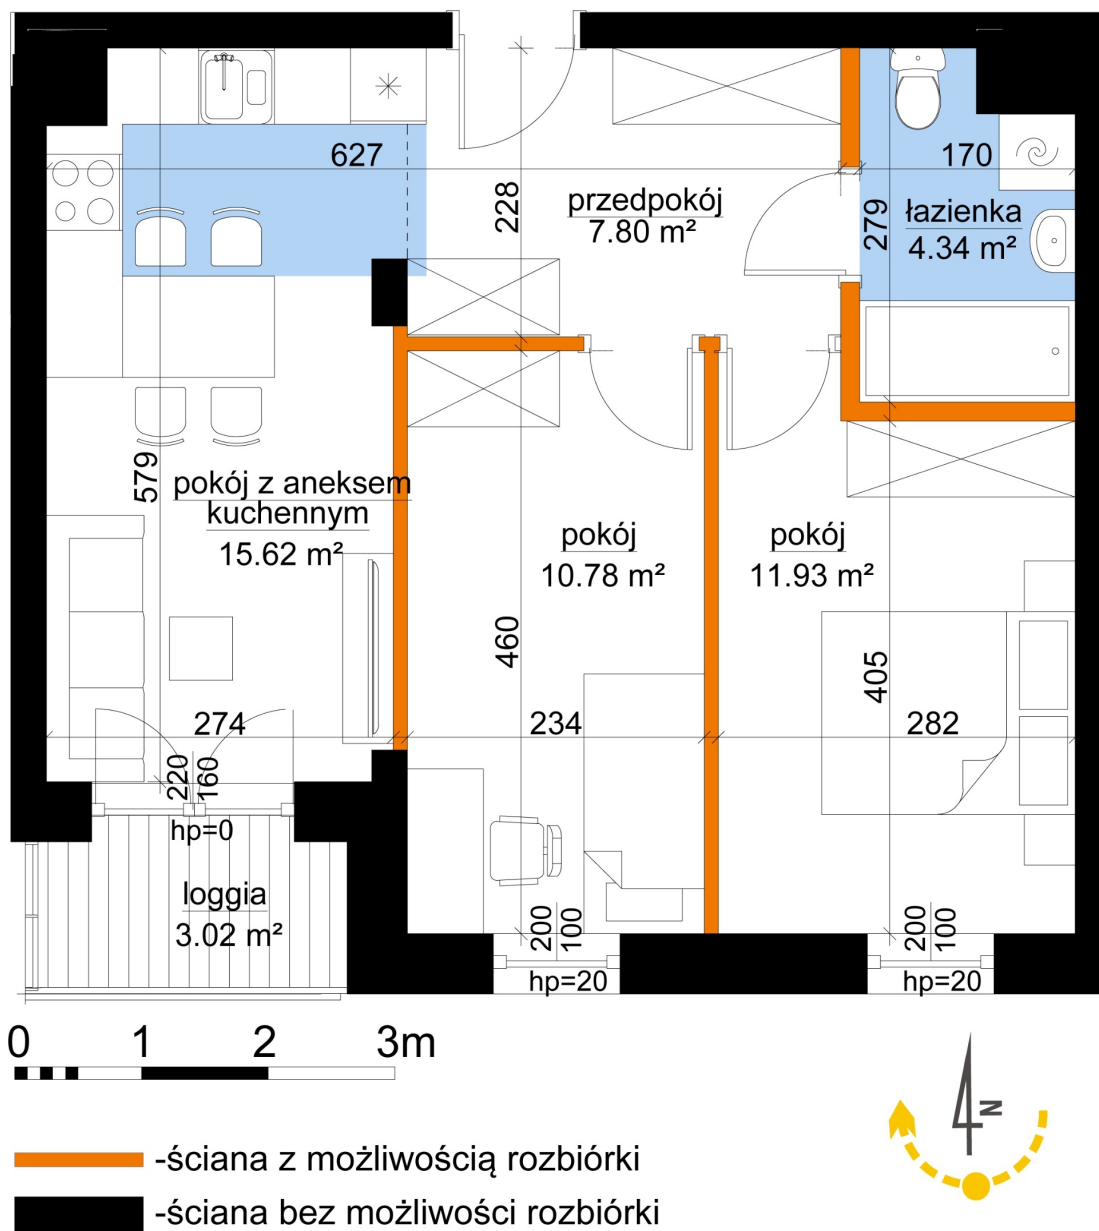 627
170
228
przedpokój
7.80 m²
279
łazienka
4.34 m²
579
pokój z aneksem
kuchennym
15.62 m²
pokój
10.78 m²
pokój
11.93 m²
460
405
274
234
282
220
160
hp=0
loggia
3.02 m²
200
100
hp=20
200
100
hp=20
0 1 2 3m
N
-ściana z możliwością rozbiórki
-ściana bez możliwości rozbiórki